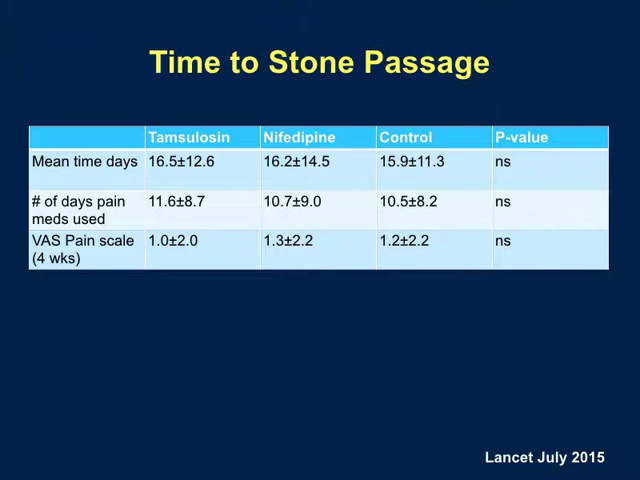 Time to Stone Passage
Tamsulosin Nifedipine Control P-value
Mean time days 16.5±12.6 16.2±14.5 15.9±11.3 ns
# of days pain meds used 11.6±8.7 10.7±9.0 10.5±8.2 ns
VAS Pain scale (4 wks) 1.0±2.0 1.3±2.2 1.2±2.2 ns
Lancet July 2015